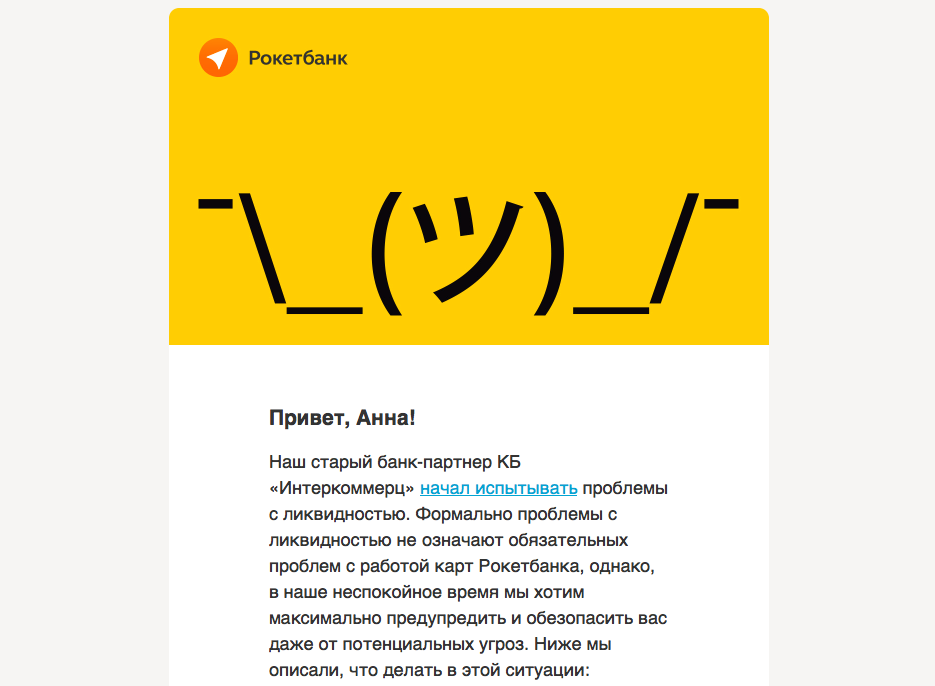 Рокетбанк
¯\_(ツ)_/¯
Привет, Анна!
Наш старый банк-партнер КБ
«Интеркоммерц» начал испытывать проблемы
с ликвидностью. Формально проблемы с
ликвидностью не означают обязательных
проблем с работой карт Рокетбанка, однако,
в наше неспокойное время мы хотим
максимально предупредить и обезопасить вас
даже от потенциальных угроз. Ниже мы
описали, что делать в этой ситуации: